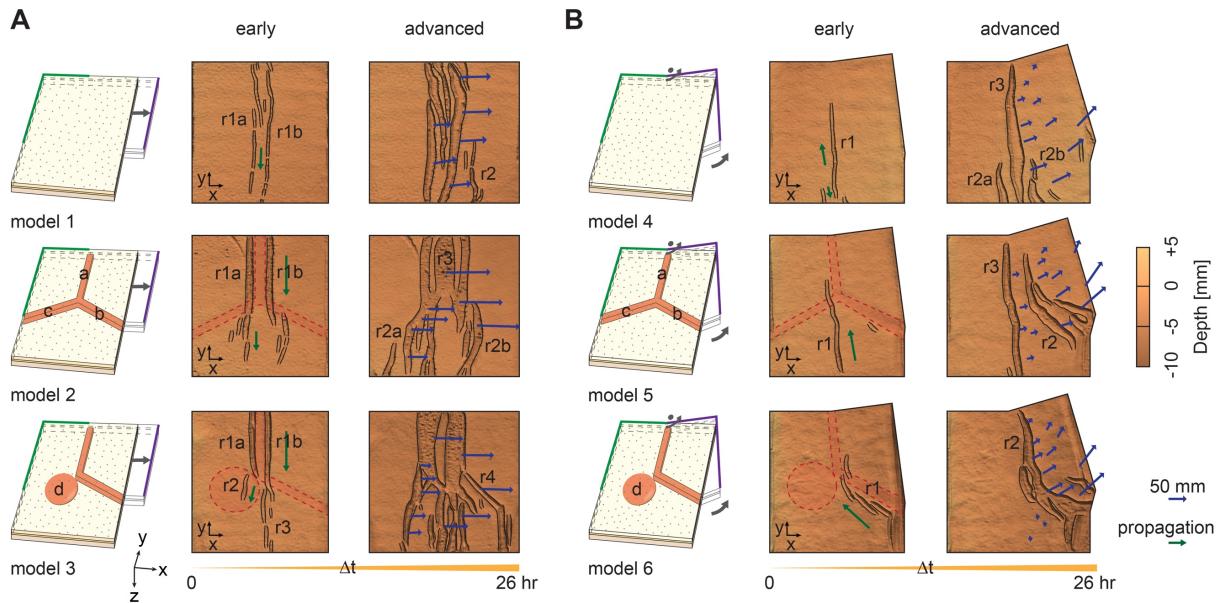 A
early
advanced
B
early
advanced
r1a
r1b
y
x
r2
model 1
r1
y
x
r3
r2b
r2a
model 4
a
b
c
r1a
r1b
y
x
r3
r2a
r2b
model 2
a
b
c
r1
y
x
r3
r2
model 5
+5
0
-5
-10
Depth [mm]
d
r1a
r1b
r2
r3
y
x
r4
model 3
y
x
z
d
r1
y
x
r2
model 6
50 mm
propagation
Δt
0
26 hr
Δt
0
26 hr